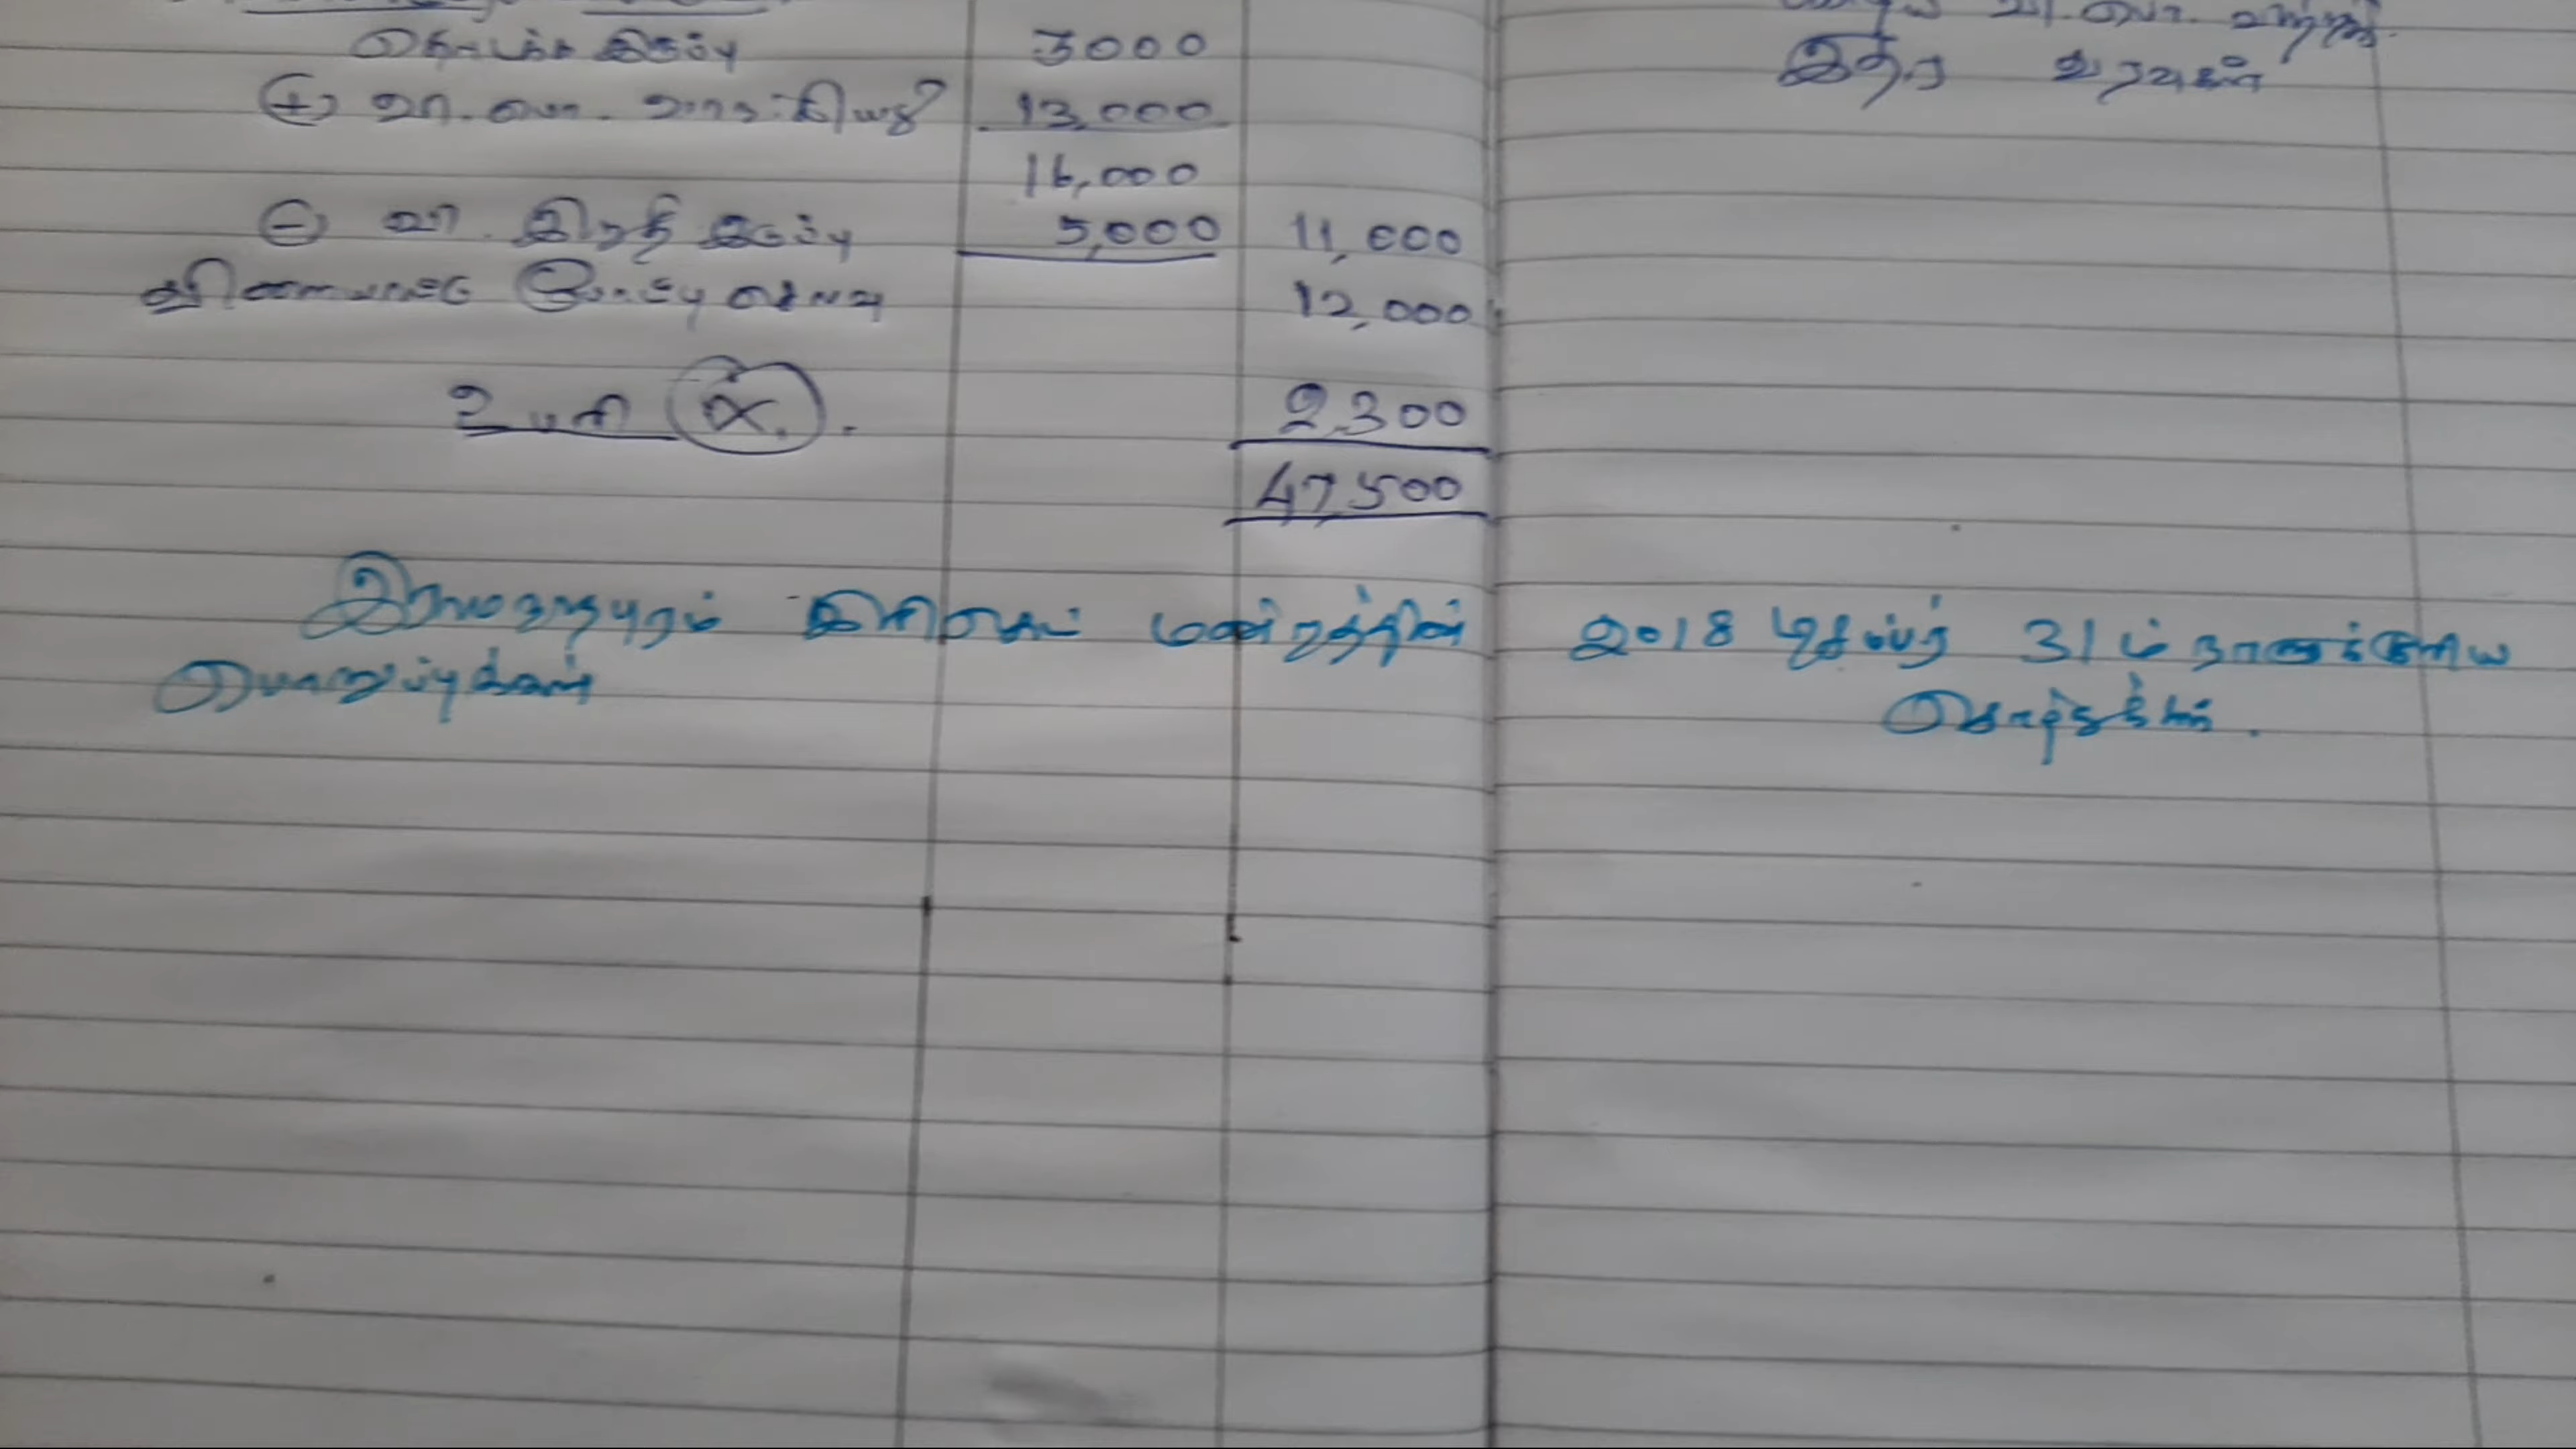 தொடக்க இருப்பு 3000
(+) வி. பொ. வாங்கியது 13,000
16,000
(-) வி. இறுதி இருப்பு 5,000 11,000
விளையாட்டு போட்டி செலவு 12,000
உபரி 2,300
47,500
இராமநாதபுரம் கிரிக்கெட் மன்றத்தின் 2018 டிசம்பர் 31ம் நாளைக்குரிய
பொறுப்புக்கள் சொத்துக்கள்.
வி. பொ. விற்றது.
இதர வரவுகள்